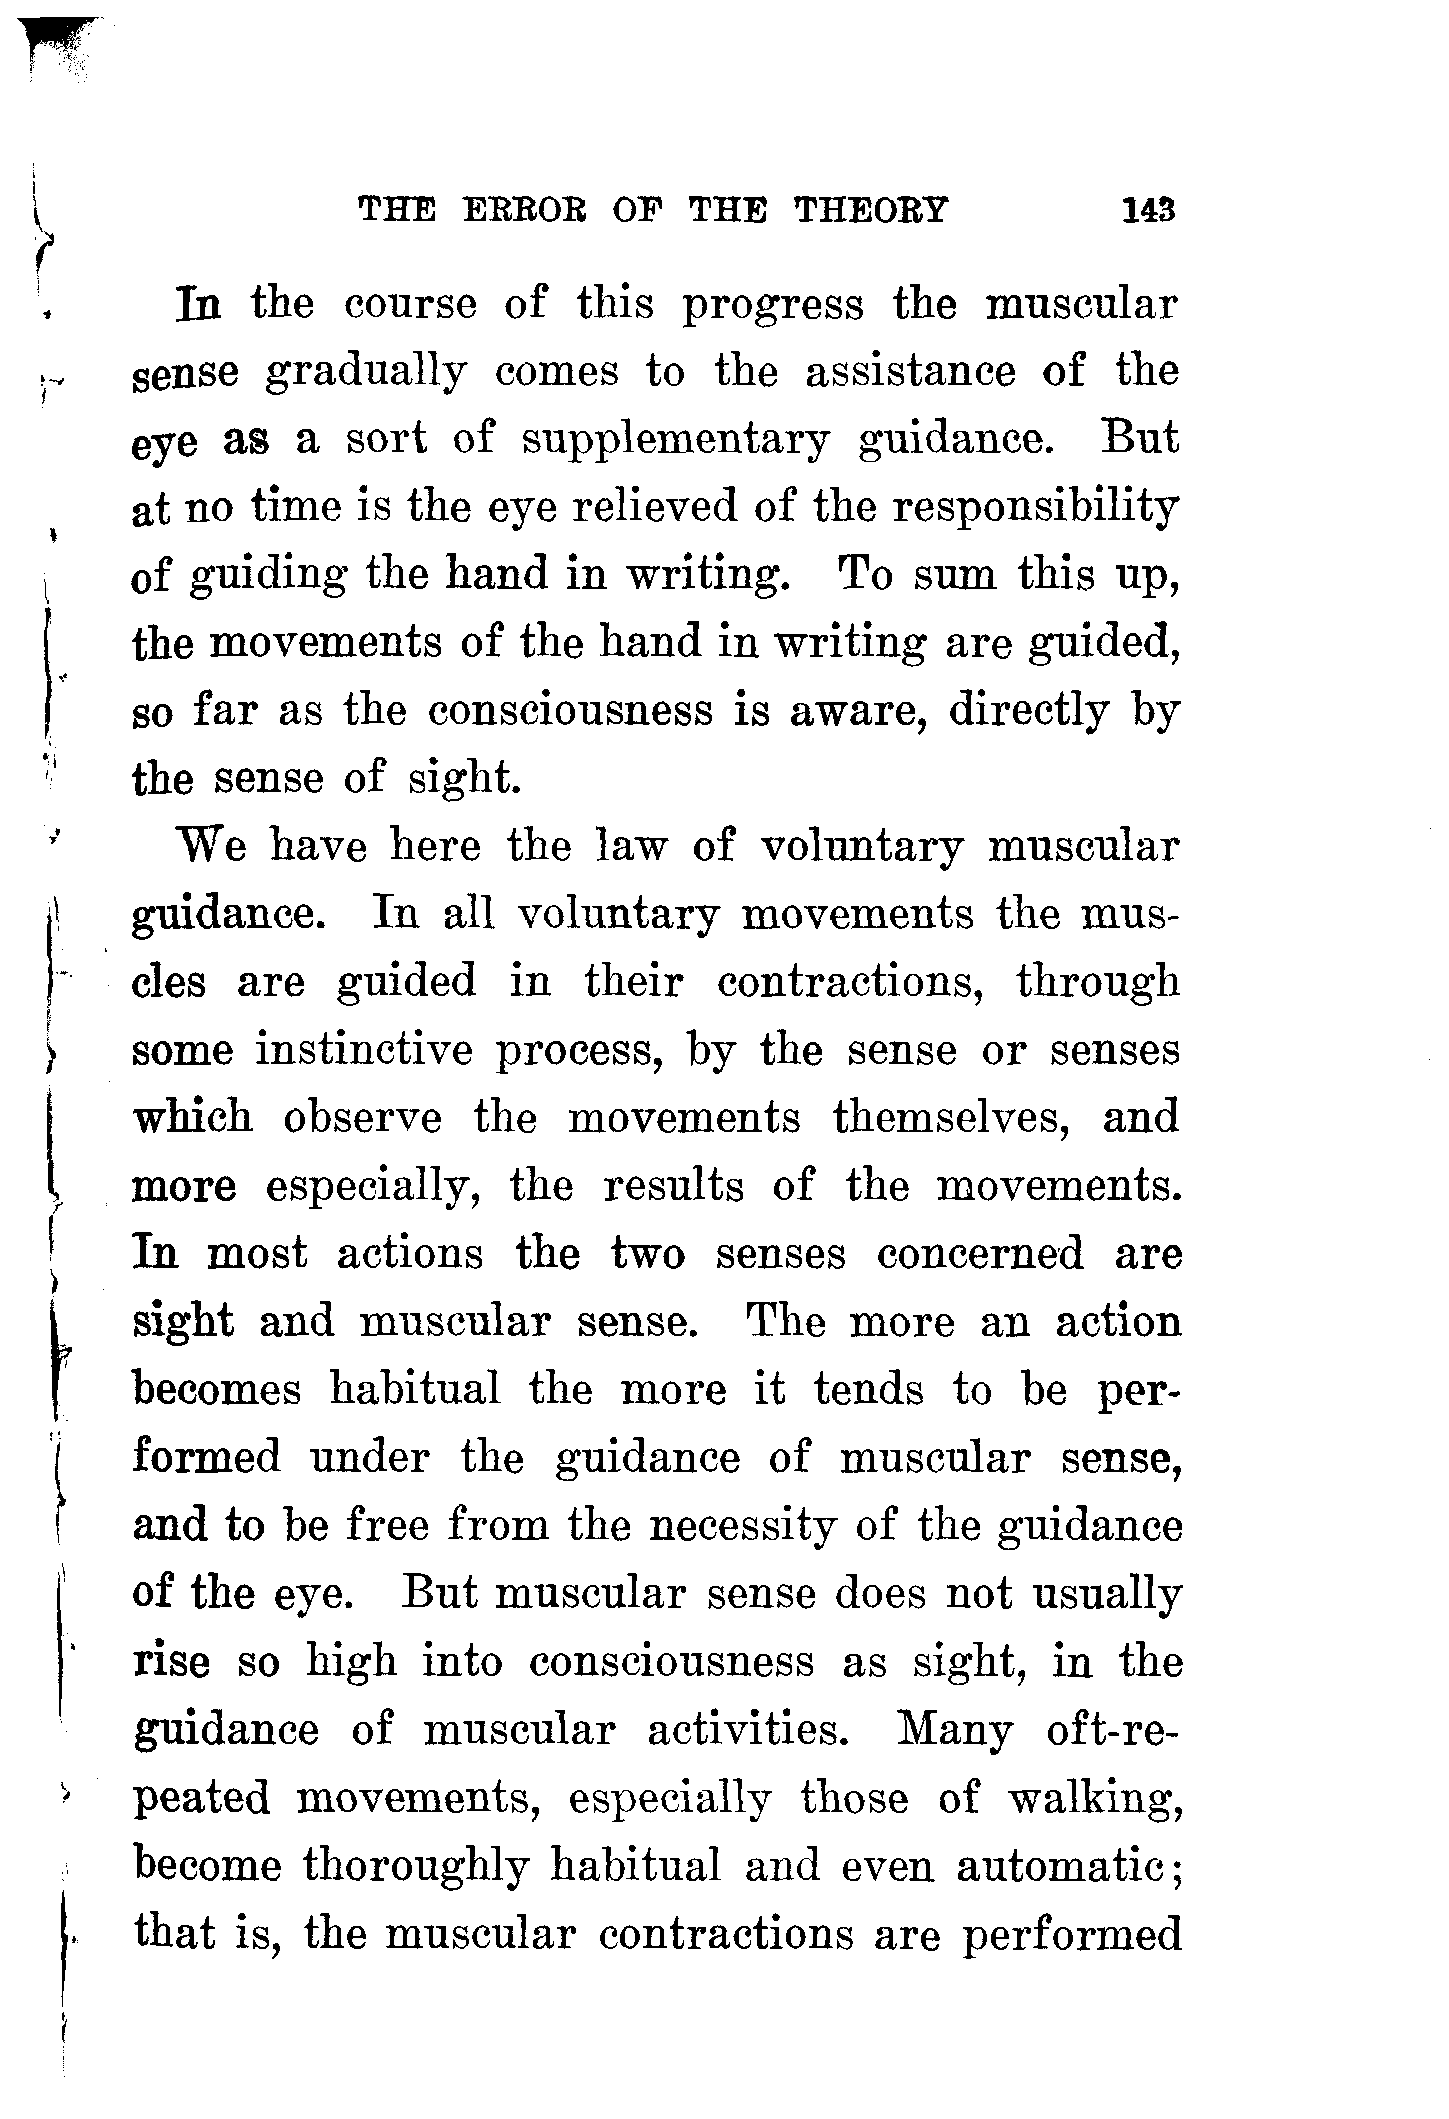 THE ERROR OF THE THEORY 143
In the course of this progress the muscular
sense gradually comes to the assistance of the
eye as a sort of supplementary guidance. But
at no time is the eye relieved of the responsibility
of guiding the hand in writing. To sum this up,
the movements of the hand in writing are guided,
so far as the consciousness is aware, directly by
the sense of sight.
We have here the law of voluntary muscular
guidance. In all voluntary movements the mus-
cles are guided in their contractions, through
some instinctive process, by the sense or senses
which observe the movements themselves, and
more especially, the results of the movements.
In most actions the two senses concerned are
sight and muscular sense. The more an action
becomes habitual the more it tends to be per-
formed under the guidance of muscular sense,
and to be free from the necessity of the guidance
of the eye. But muscular sense does not usually
rise so high into consciousness as sight, in the
guidance of muscular activities. Many oft-re-
peated movements, especially those of walking,
become thoroughly habitual and even automatic;
that is, the muscular contractions are performed